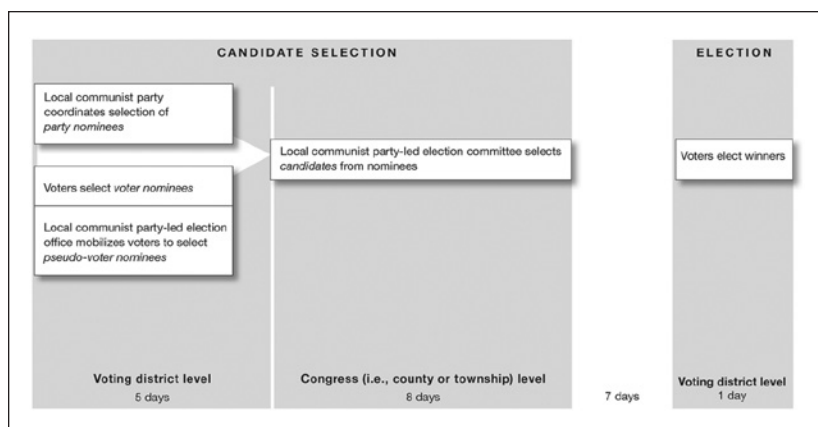 CANDIDATE SELECTION
Local communist party
coordinates selection of
party nominees
Voters select voter nominees
Local communist party-led election
office mobilizes voters to select
pseudo-voter nominees
Local communist party-led election committee selects
candidates from nominees
Voting district level
5 days
Congress (i.e., county or township) level
8 days
7 days
ELECTION
Voters elect winners
Voting district level
1 day